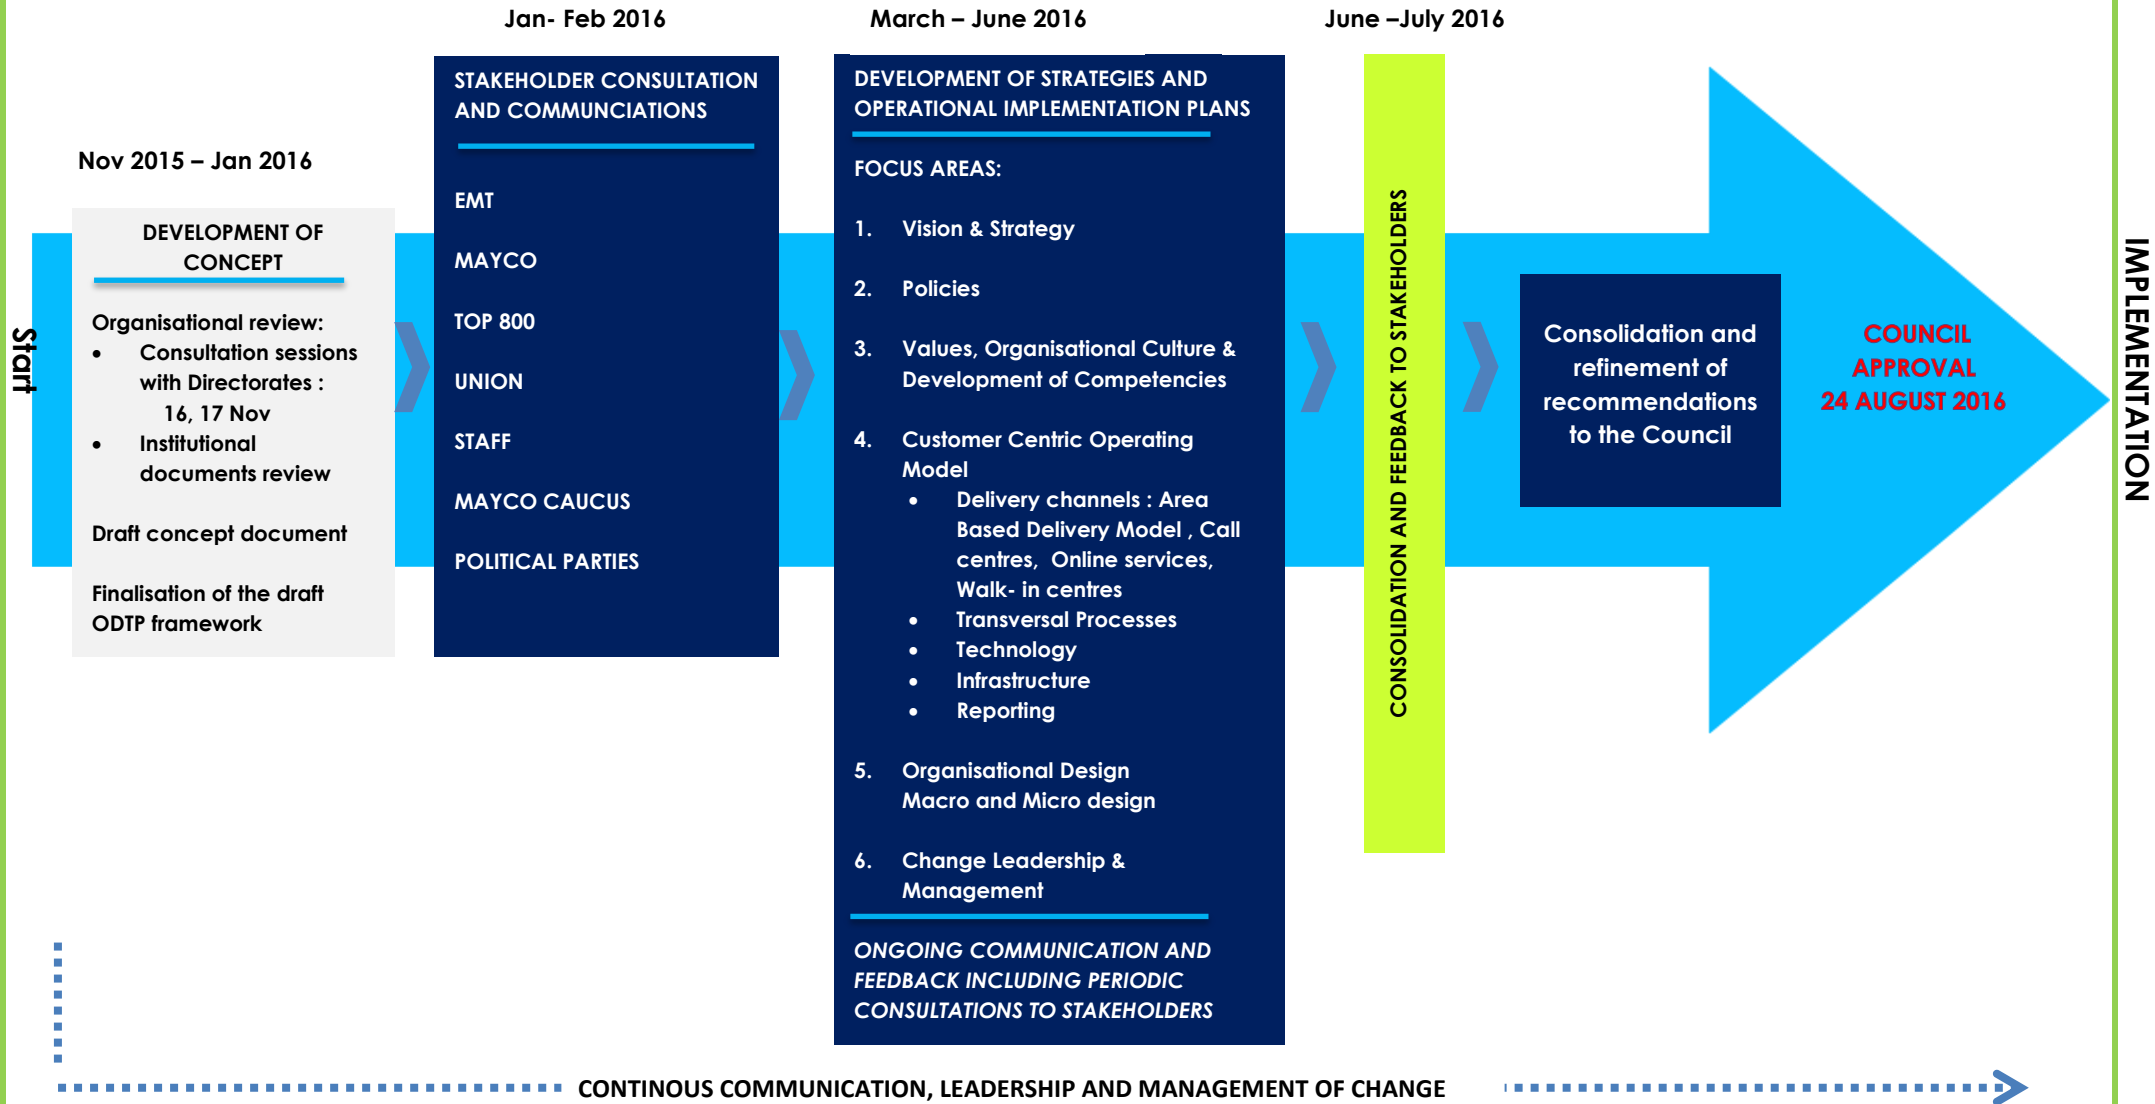 Jan- Feb 2016
March – June 2016
June –July 2016
Nov 2015 – Jan 2016
Start
DEVELOPMENT OF
CONCEPT
Organisational review:
• Consultation sessions
with Directorates :
16, 17 Nov
• Institutional
documents review
Draft concept document
Finalisation of the draft
ODTP framework
STAKEHOLDER CONSULTATION
AND COMMUNCIATIONS
EMT
MAYCO
TOP 800
UNION
STAFF
MAYCO CAUCUS
POLITICAL PARTIES
DEVELOPMENT OF STRATEGIES AND
OPERATIONAL IMPLEMENTATION PLANS
FOCUS AREAS:
1. Vision & Strategy
2. Policies
3. Values, Organisational Culture &
Development of Competencies
4. Customer Centric Operating
Model
• Delivery channels : Area
Based Delivery Model , Call
centres, Online services,
Walk- in centres
• Transversal Processes
• Technology
• Infrastructure
• Reporting
5. Organisational Design
Macro and Micro design
6. Change Leadership &
Management
ONGOING COMMUNICATION AND
FEEDBACK INCLUDING PERIODIC
CONSULTATIONS TO STAKEHOLDERS
CONSOLIDATION AND FEEDBACK TO STAKEHOLDERS
Consolidation and
refinement of
recommendations
to the Council
COUNCIL
APPROVAL
24 AUGUST 2016
IMPLEMENTATION
CONTINOUS COMMUNICATION, LEADERSHIP AND MANAGEMENT OF CHANGE